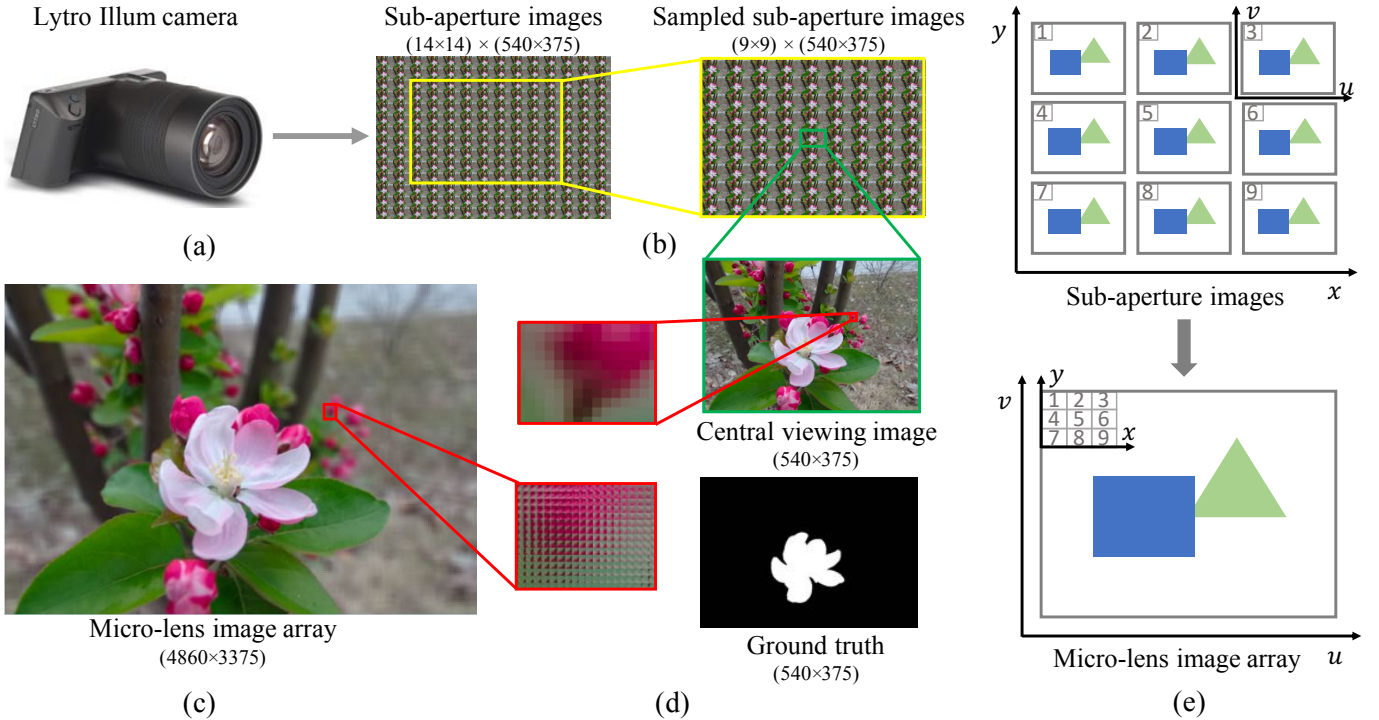 Lytro Illum camera
(a)
Sub-aperture images
(14×14) × (540×375)
Sampled sub-aperture images
(9×9) × (540×375)
(b)
Micro-lens image array
(4860×3375)
(c)
Central viewing image
(540×375)
Ground truth
(540×375)
(d)
y
v
u
1 2 3
4 5 6
7 8 9
Sub-aperture images
x
v
y
1 2 3
4 5 6
7 8 9
x
Micro-lens image array
u
(e)